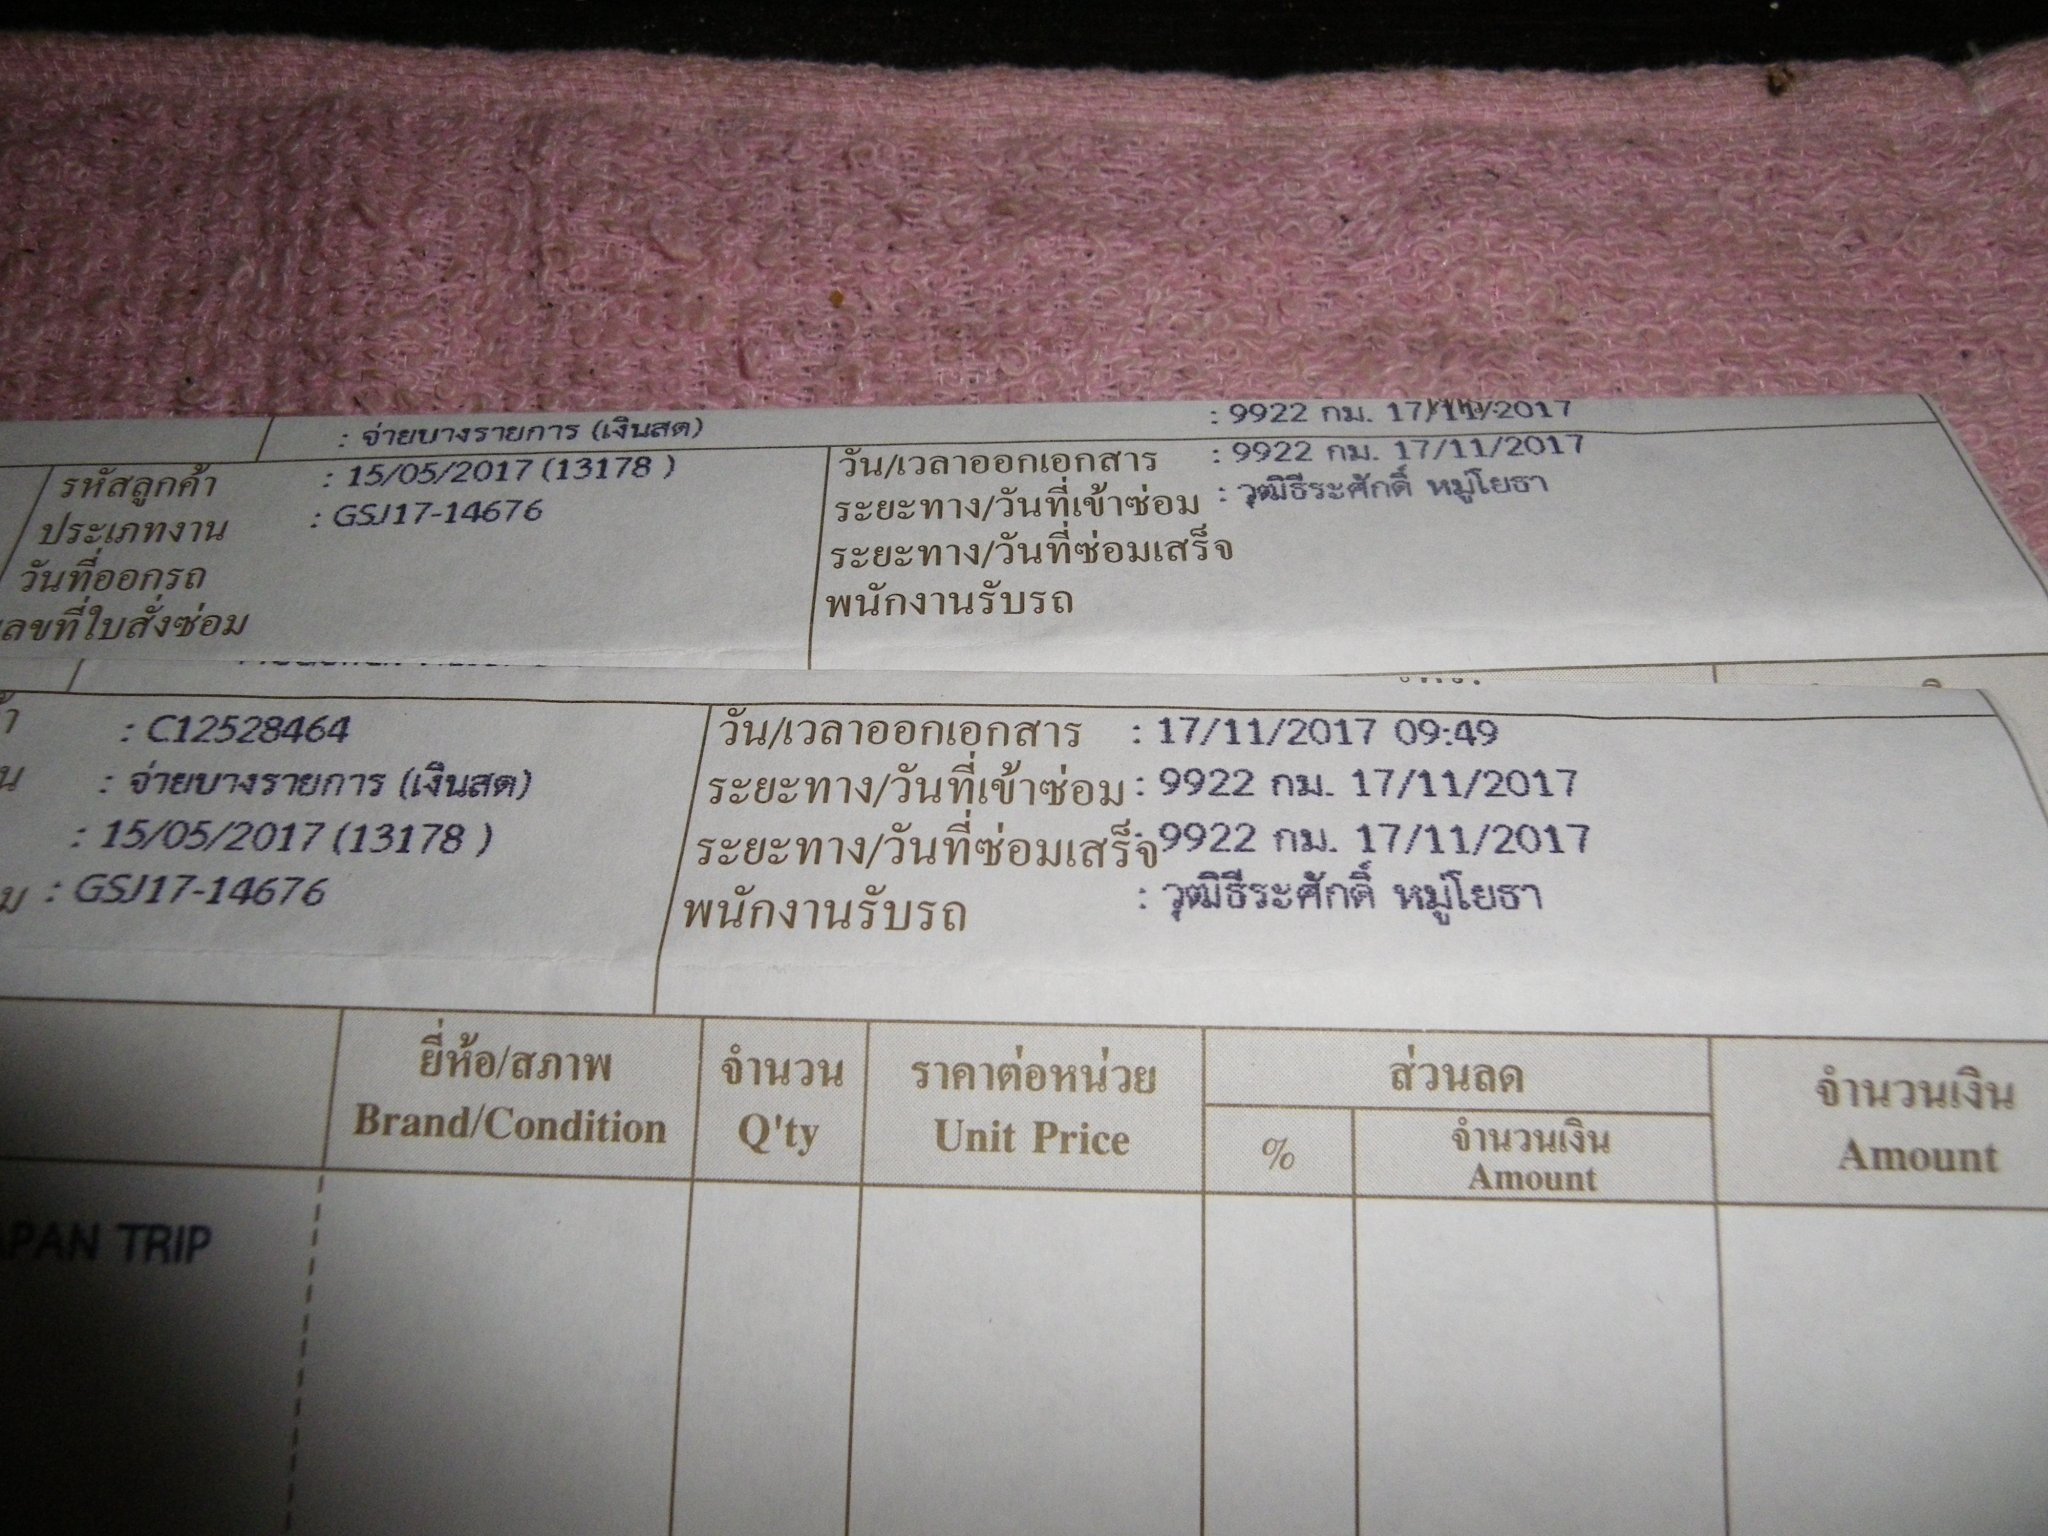 : จ่ายบางรายการ (เงินสด) : 9922 กม. 17/11/2017
รหัสลูกค้า : 15/05/2017 (13178 ) วัน/เวลาออกเอกสาร : 9922 กม. 17/11/2017
ประเภทงาน : GSJ17-14676 ระยะทาง/วันที่เข้าซ่อม : วุฒิธีระศักดิ์ หมู่โยธา
วันที่ออกรถ ระยะทาง/วันที่ซ่อมเสร็จ
ลขที่ใบสั่งซ่อม พนักงานรับรถ
: C12528464 วัน/เวลาออกเอกสาร : 17/11/2017 09:49
: จ่ายบางรายการ (เงินสด) ระยะทาง/วันที่เข้าซ่อม : 9922 กม. 17/11/2017
: 15/05/2017 (13178 ) ระยะทาง/วันที่ซ่อมเสร็จ : 9922 กม. 17/11/2017
ม : GSJ17-14676 พนักงานรับรถ : วุฒิธีระศักดิ์ หมู่โยธา
ยี่ห้อ/สภาพ จำนวน ราคาต่อหน่วย ส่วนลด จำนวนเงิน
Brand/Condition Q'ty Unit Price % จำนวนเงิน Amount
Amount
APAN TRIP